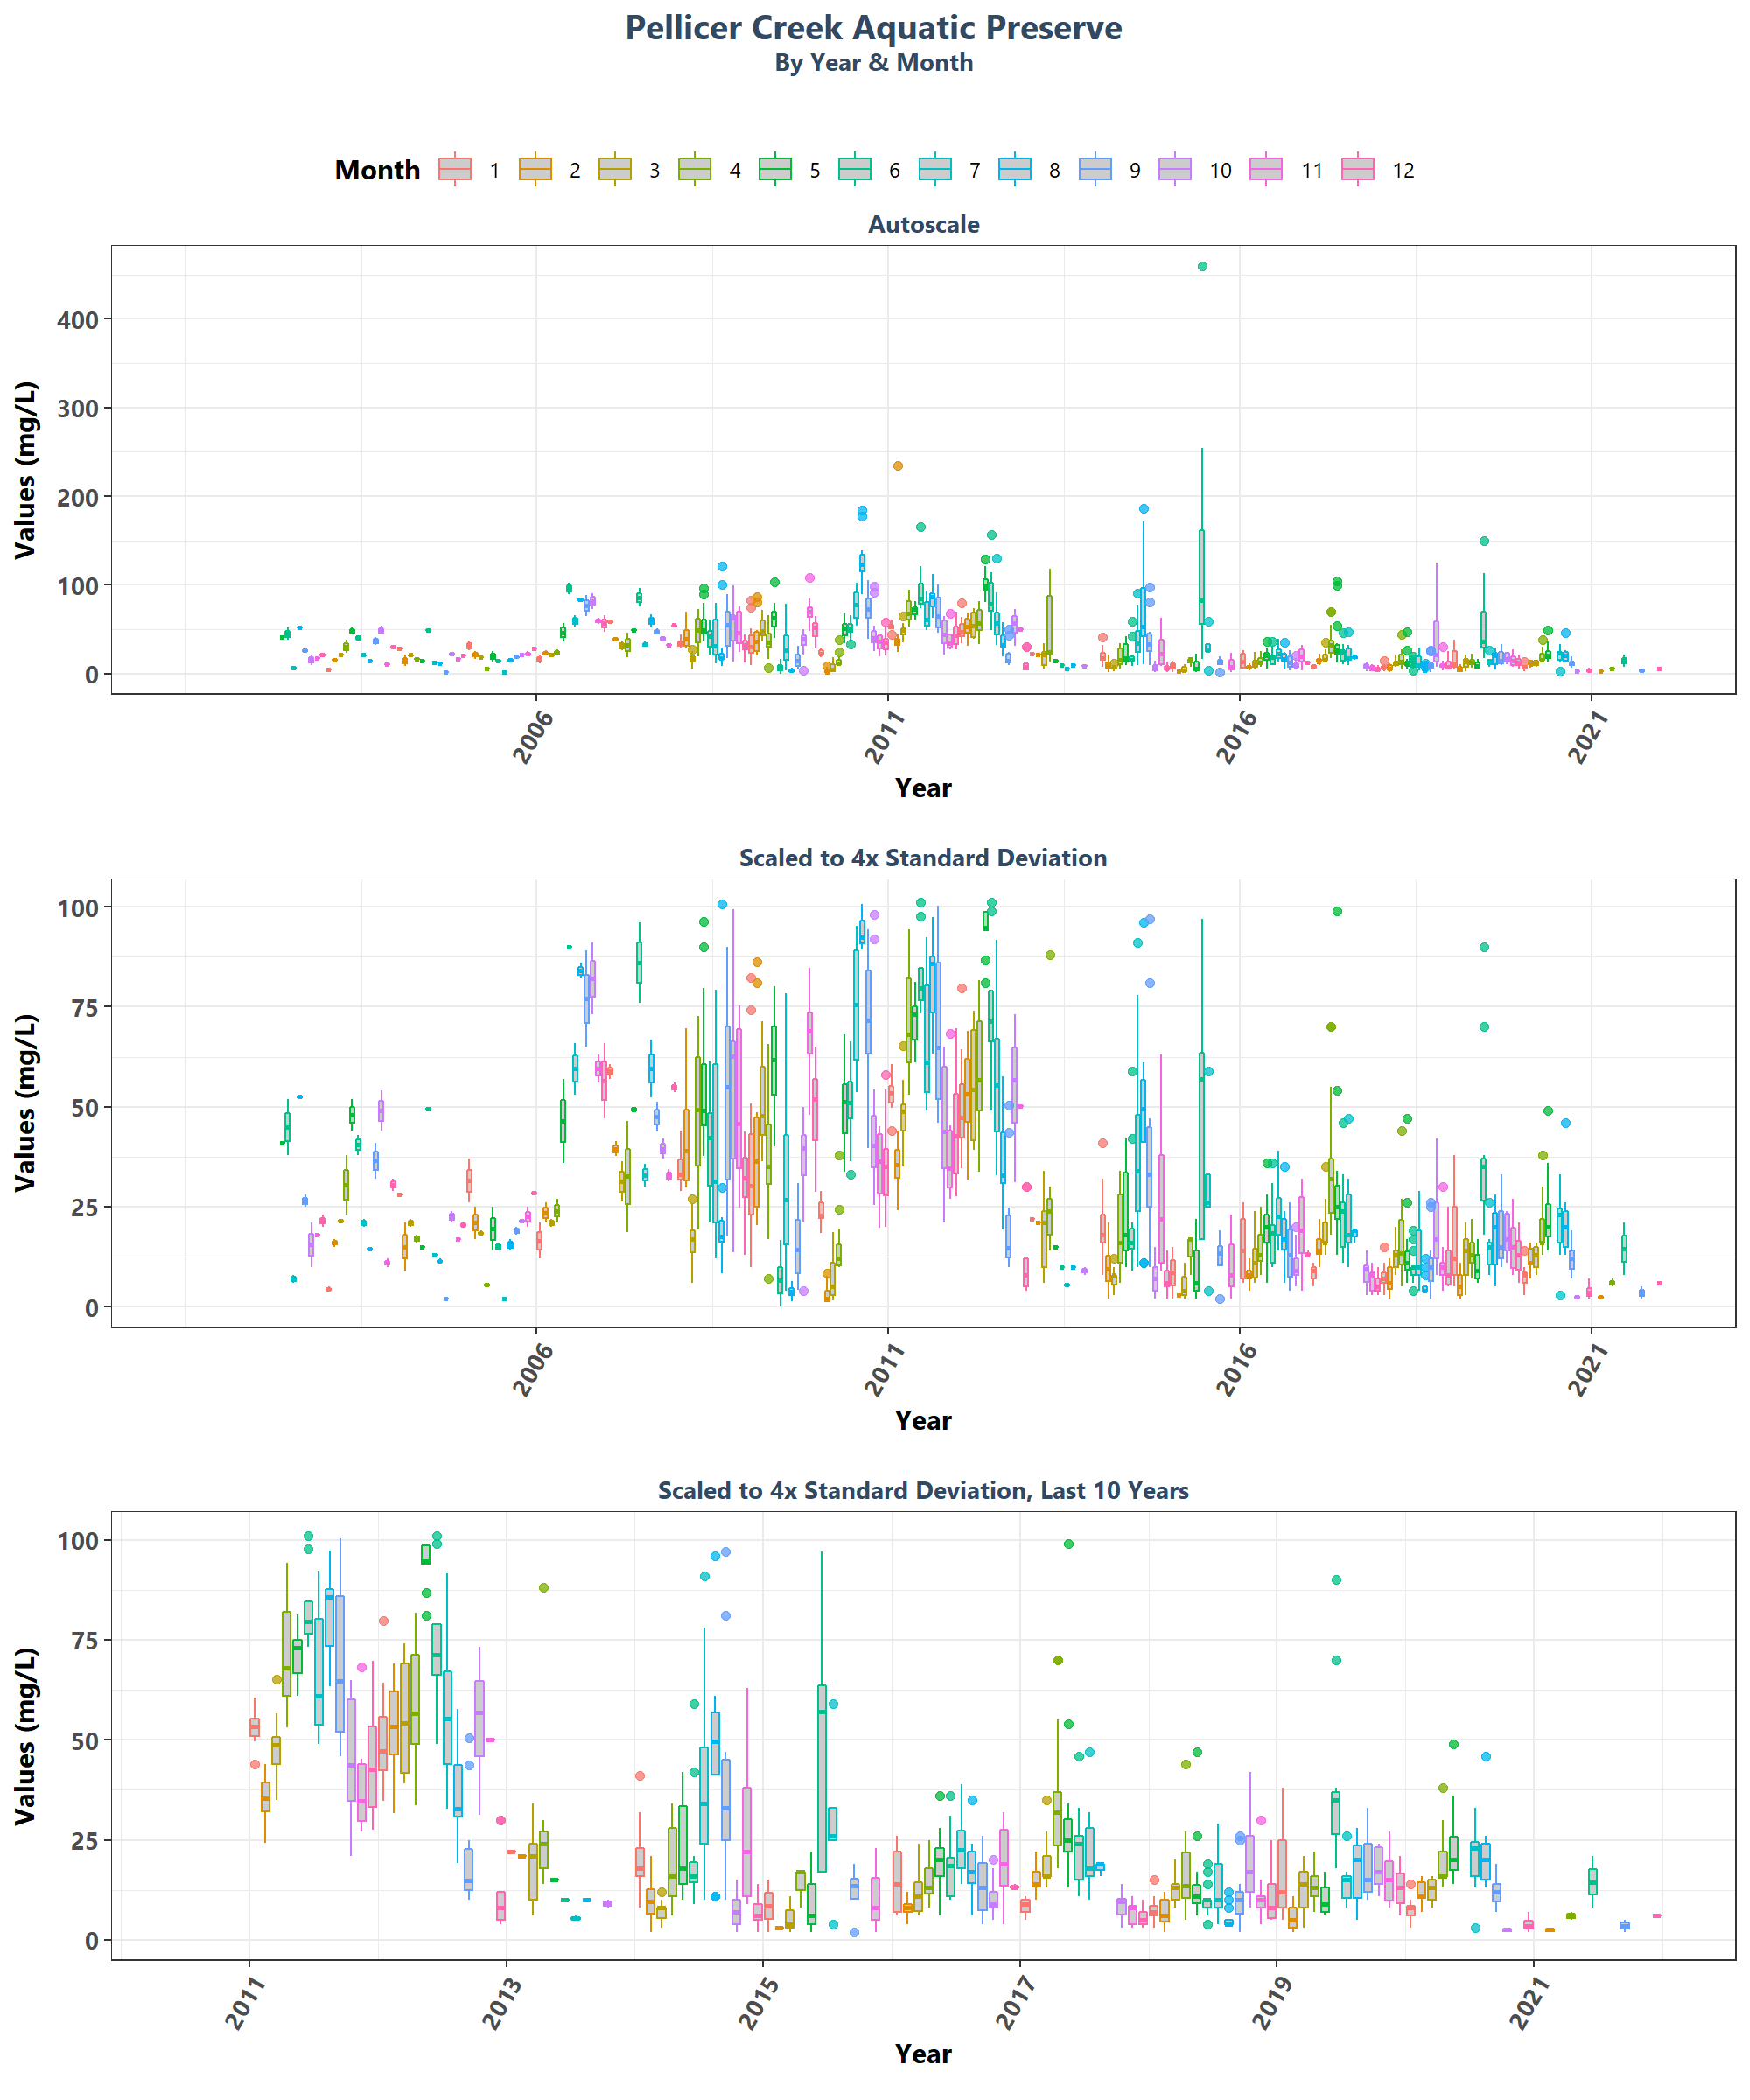 Pellicer Creek Aquatic Preserve
By Year & Month
Month 1 2 3 4 5 6 7 8 9 10 11 12
Autoscale
Values (mg/L)
400
300
200
100
0
2006 2011 2016 2021
Year
Scaled to 4x Standard Deviation
Values (mg/L)
100
75
50
25
0
2006 2011 2016 2021
Year
Scaled to 4x Standard Deviation, Last 10 Years
Values (mg/L)
100
75
50
25
0
2011 2013 2015 2017 2019 2021
Year